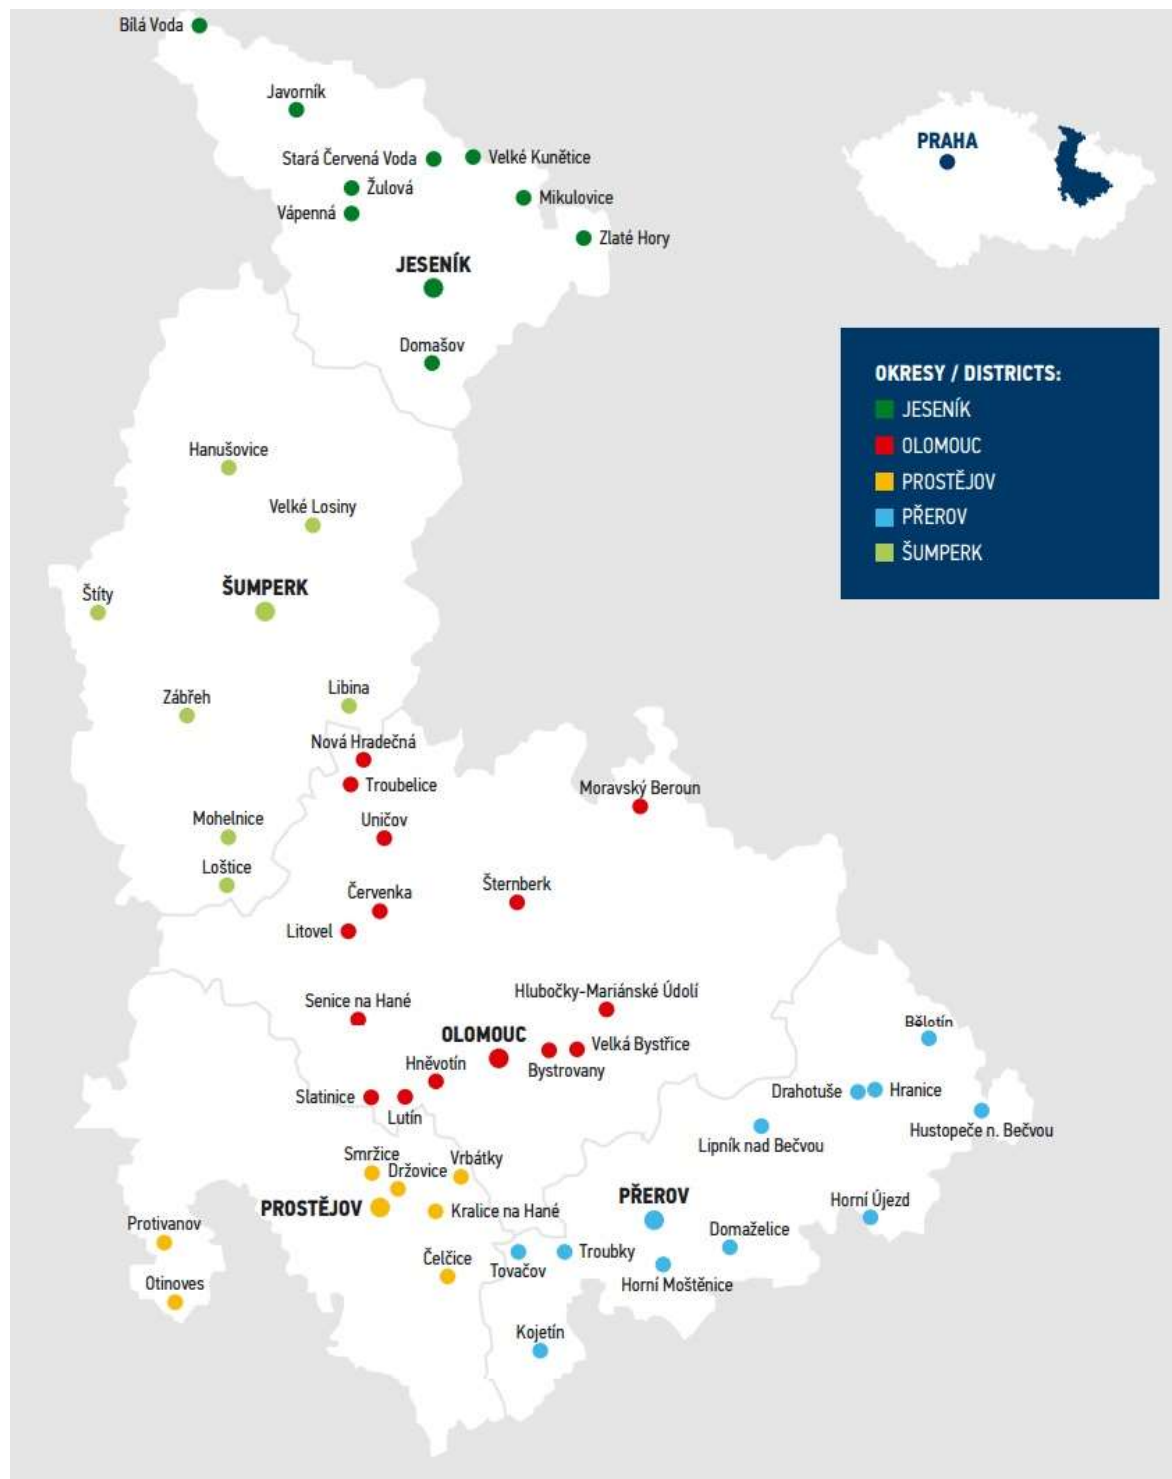 Bílá Voda
Javorník
PRAHA
Stará Červená Voda
Velké Kunětice
Žulová
Mikulovice
Vápenná
Zlaté Hory
JESENÍK
Domašov
OKRESY / DISTRICTS:
JESENÍK
OLOMOUC
PROSTĚJOV
PŘEROV
ŠUMPERK
Hanušovice
Velké Losiny
ŠUMPERK
Štíty
Libina
Zábřeh
Nová Hradečná
Troubelice
Moravský Beroun
Mohelnice
Uničov
Loštice
Šternberk
Červenka
Litovel
Hlubočky-Mariánské Údolí
Senice na Hané
Bělotín
OLOMOUC
Velká Bystřice
Hněvotín
Bystrovany
Drahotuše
Hranice
Slatinice
Lutín
Hustopeče n. Bečvou
Lipník nad Bečvou
Smržice
Vrbátky
Držovice
PŘEROV
Horní Újezd
PROSTĚJOV
Kralice na Hané
Protivanov
Domaželice
Čelčice
Troubky
Tovačov
Otinoves
Horní Moštěnice
Kojetín